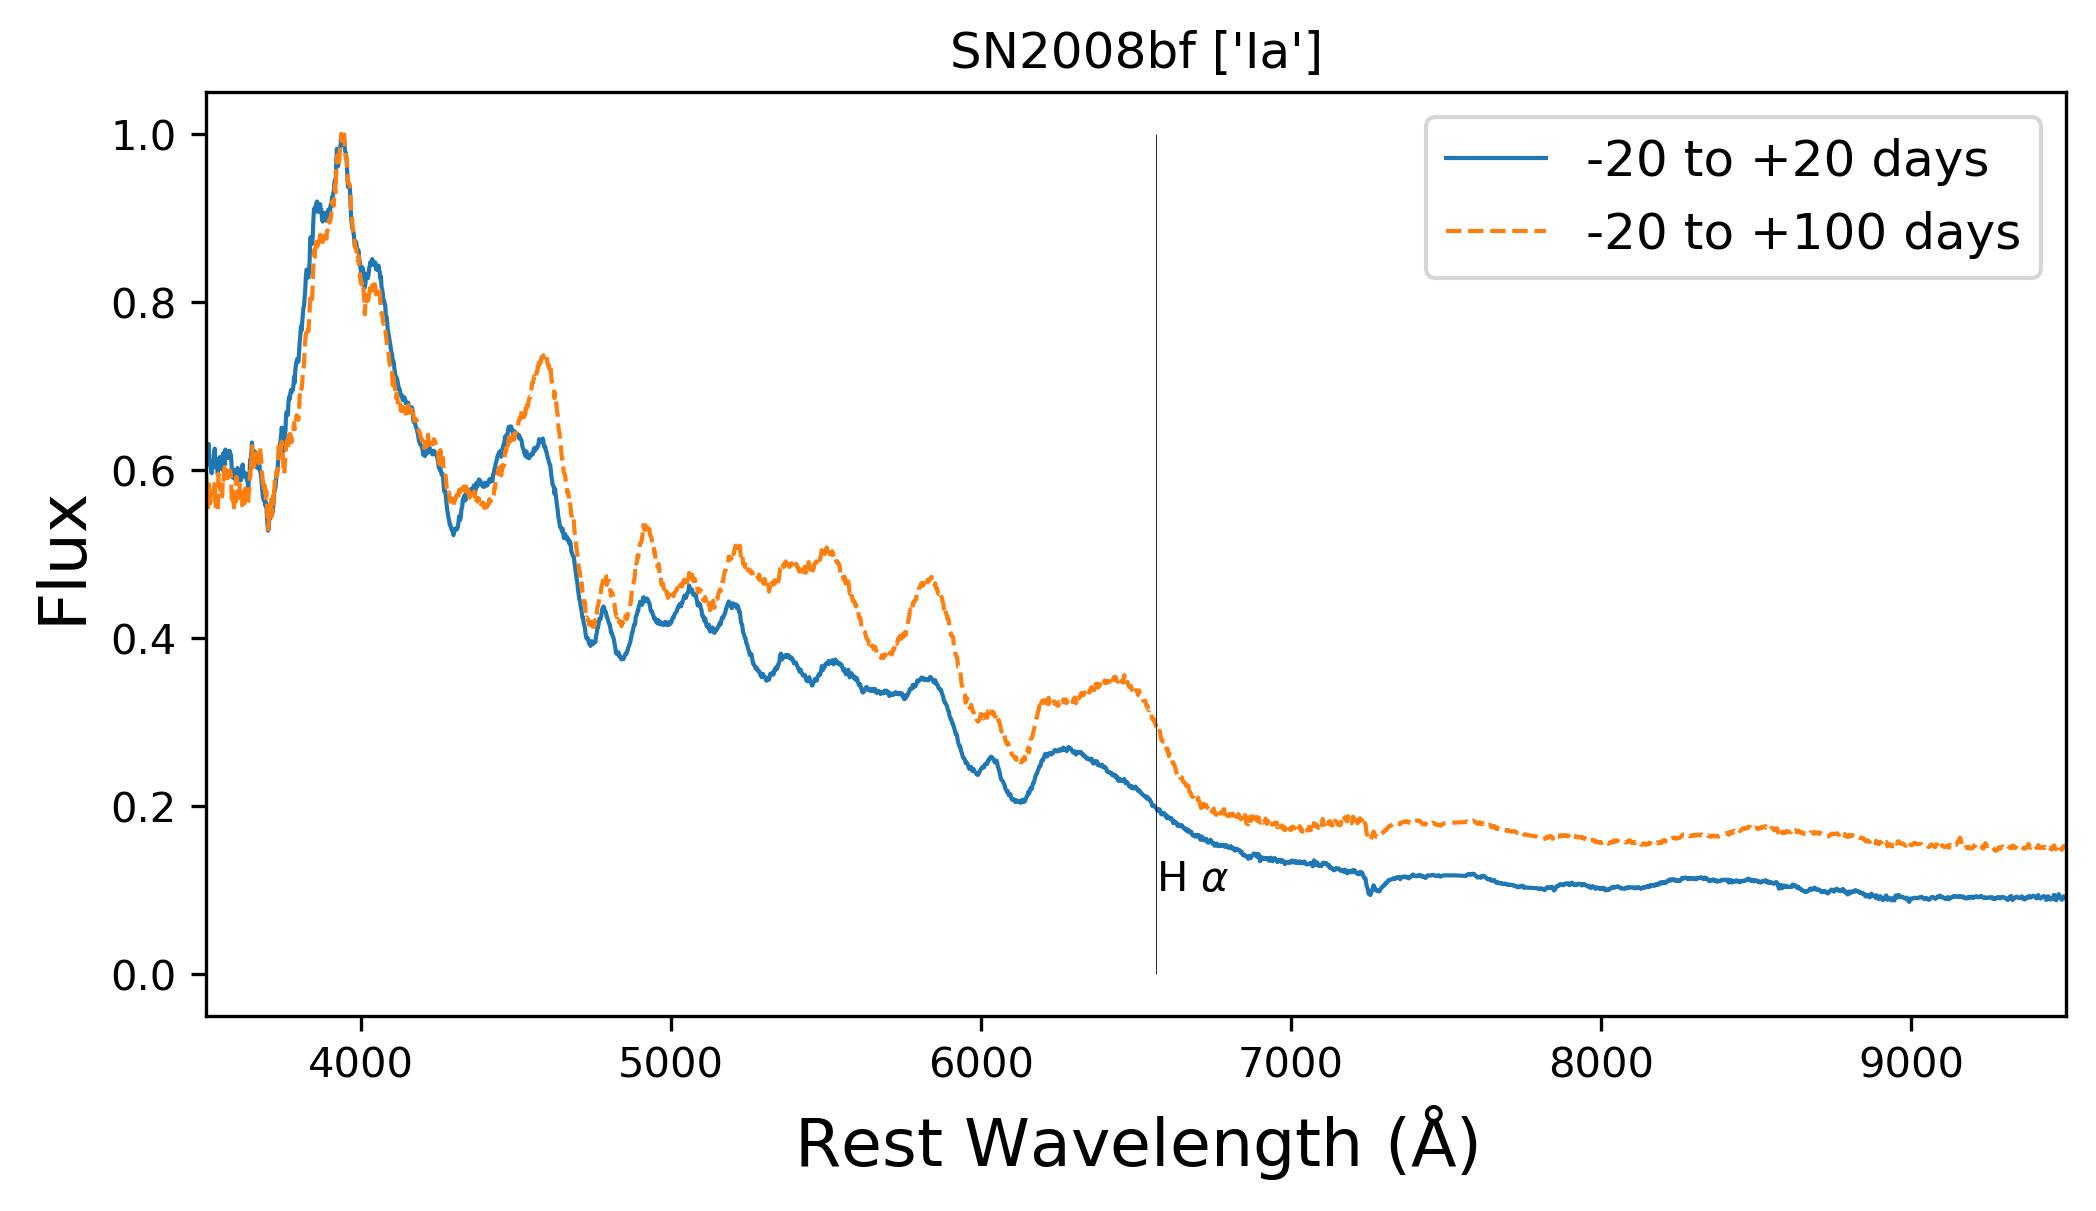 SN2008bf ['Ia']
-20 to +20 days
-20 to +100 days
1.0
0.8
0.6
0.4
0.2
0.0
Flux
H α
4000 5000 6000 7000 8000 9000
Rest Wavelength (Å)